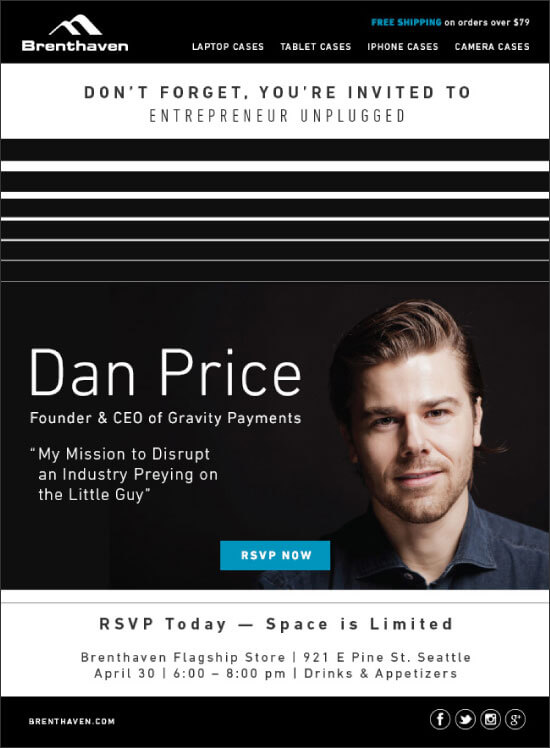 FREE SHIPPING on orders over $79
Brenthaven
LAPTOP CASES TABLET CASES IPHONE CASES CAMERA CASES
DON'T FORGET, YOU'RE INVITED TO
ENTREPRENEUR UNPLUGGED
Dan Price
Founder & CEO of Gravity Payments
“My Mission to Disrupt
an Industry Preying on
the Little Guy”
RSVP NOW
RSVP Today — Space is Limited
Brenthaven Flagship Store | 921 E Pine St. Seattle
April 30 | 6:00 – 8:00 pm | Drinks & Appetizers
BRENTHAVEN.COM
f g+